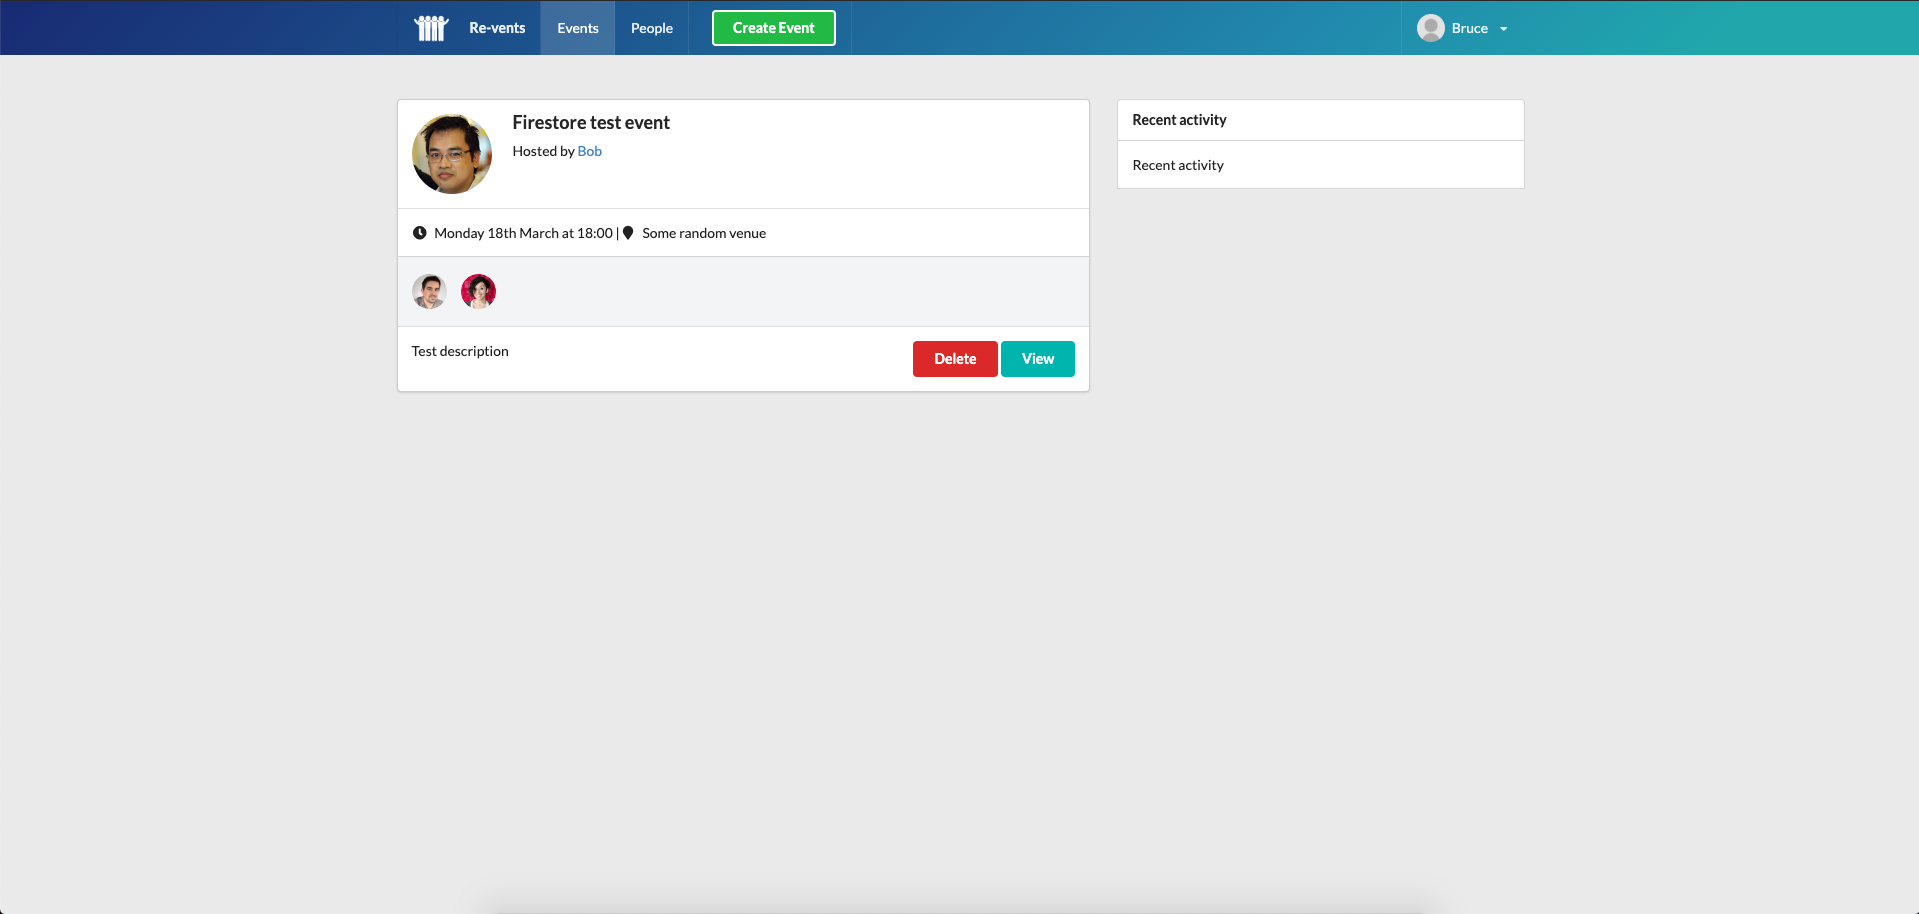 Re-vents
Events
People
Create Event
Bruce
Firestore test event
Hosted by Bob
Monday 18th March at 18:00 | Some random venue
Test description
Delete
View
Recent activity
Recent activity